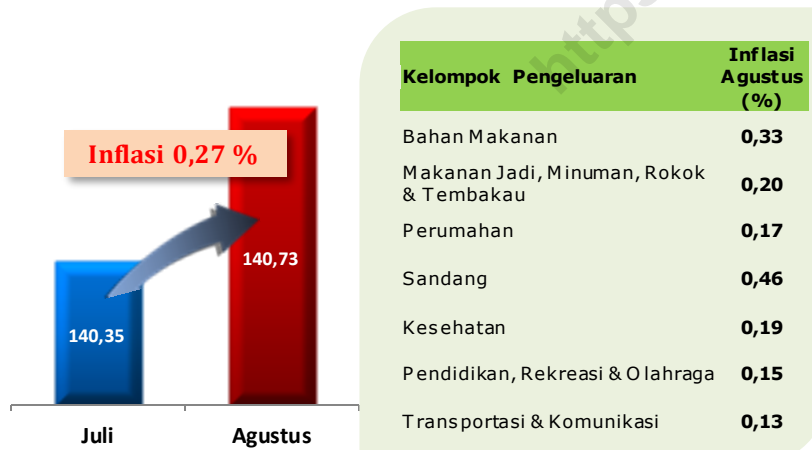 https
Inflasi 0,27 %
140,73
140,35
Juli
Agustus
Kelompok Pengeluaran
Inflasi
Agustus
(%)
Bahan Makanan 0,33
Makanan Jadi, Minuman, Rokok
& Tembakau 0,20
Perumahan 0,17
Sandang 0,46
Kesehatan 0,19
Pendidikan, Rekreasi & Olahraga 0,15
Transportasi & Komunikasi 0,13